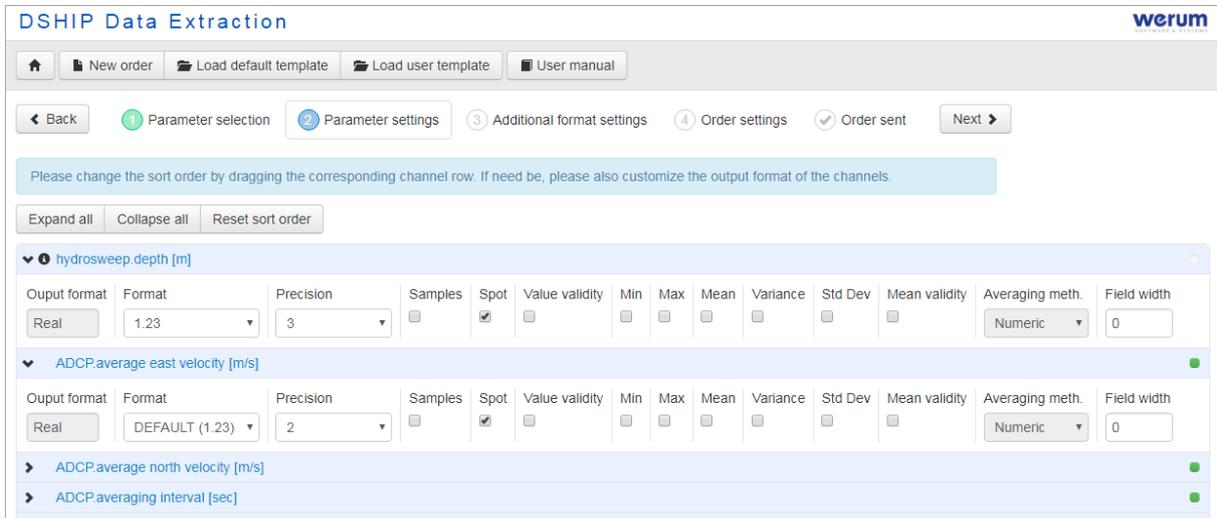 DSHIP Data Extraction
werum
SOFTWARE & SYSTEMS
New order Load default template Load user template User manual
Back 1 Parameter selection 2 Parameter settings 3 Additional format settings 4 Order settings Order sent Next
Please change the sort order by dragging the corresponding channel row. If need be, please also customize the output format of the channels.
Expand all Collapse all Reset sort order
hydrosweep.depth [m]
Ouput format Format Precision Samples Spot Value validity Min Max Mean Variance Std Dev Mean validity Averaging meth. Field width
Real 1.23 3 Numeric 0
ADCP.average east velocity [m/s]
Ouput format Format Precision Samples Spot Value validity Min Max Mean Variance Std Dev Mean validity Averaging meth. Field width
Real DEFAULT (1.23) 2 Numeric 0
ADCP.average north velocity [m/s]
ADCP.averaging interval [sec]